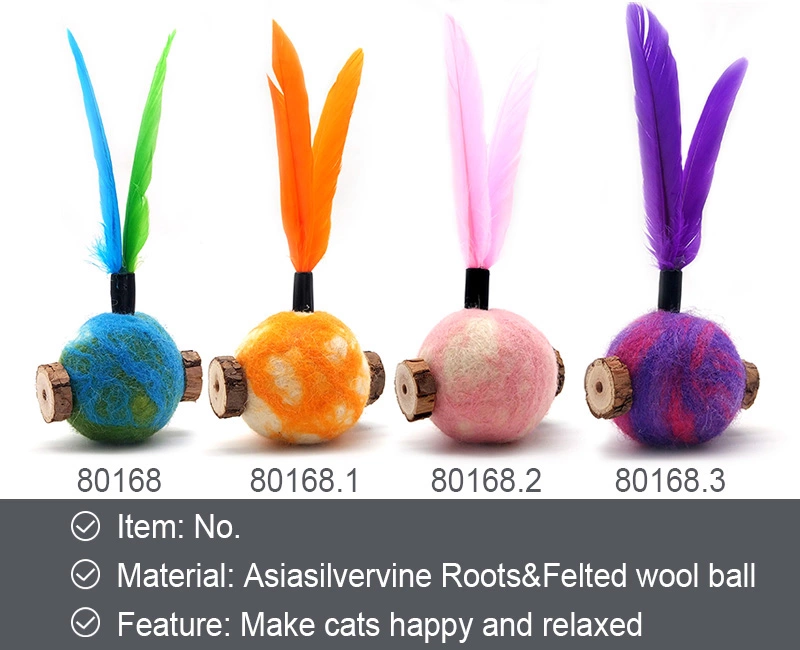 80168
80168.1
80168.2
80168.3
Item: No.
Material: Asiasilvervine Roots&Felted wool ball
Feature: Make cats happy and relaxed